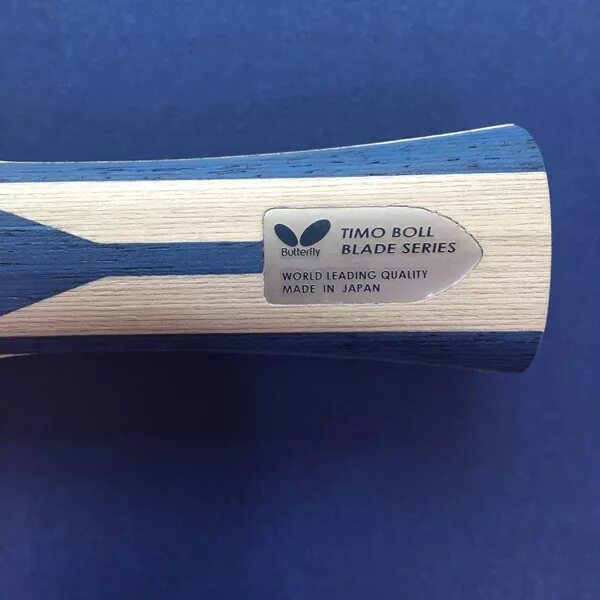 Butterfly
TIMO BOLL
BLADE SERIES
WORLD LEADING QUALITY
MADE IN JAPAN